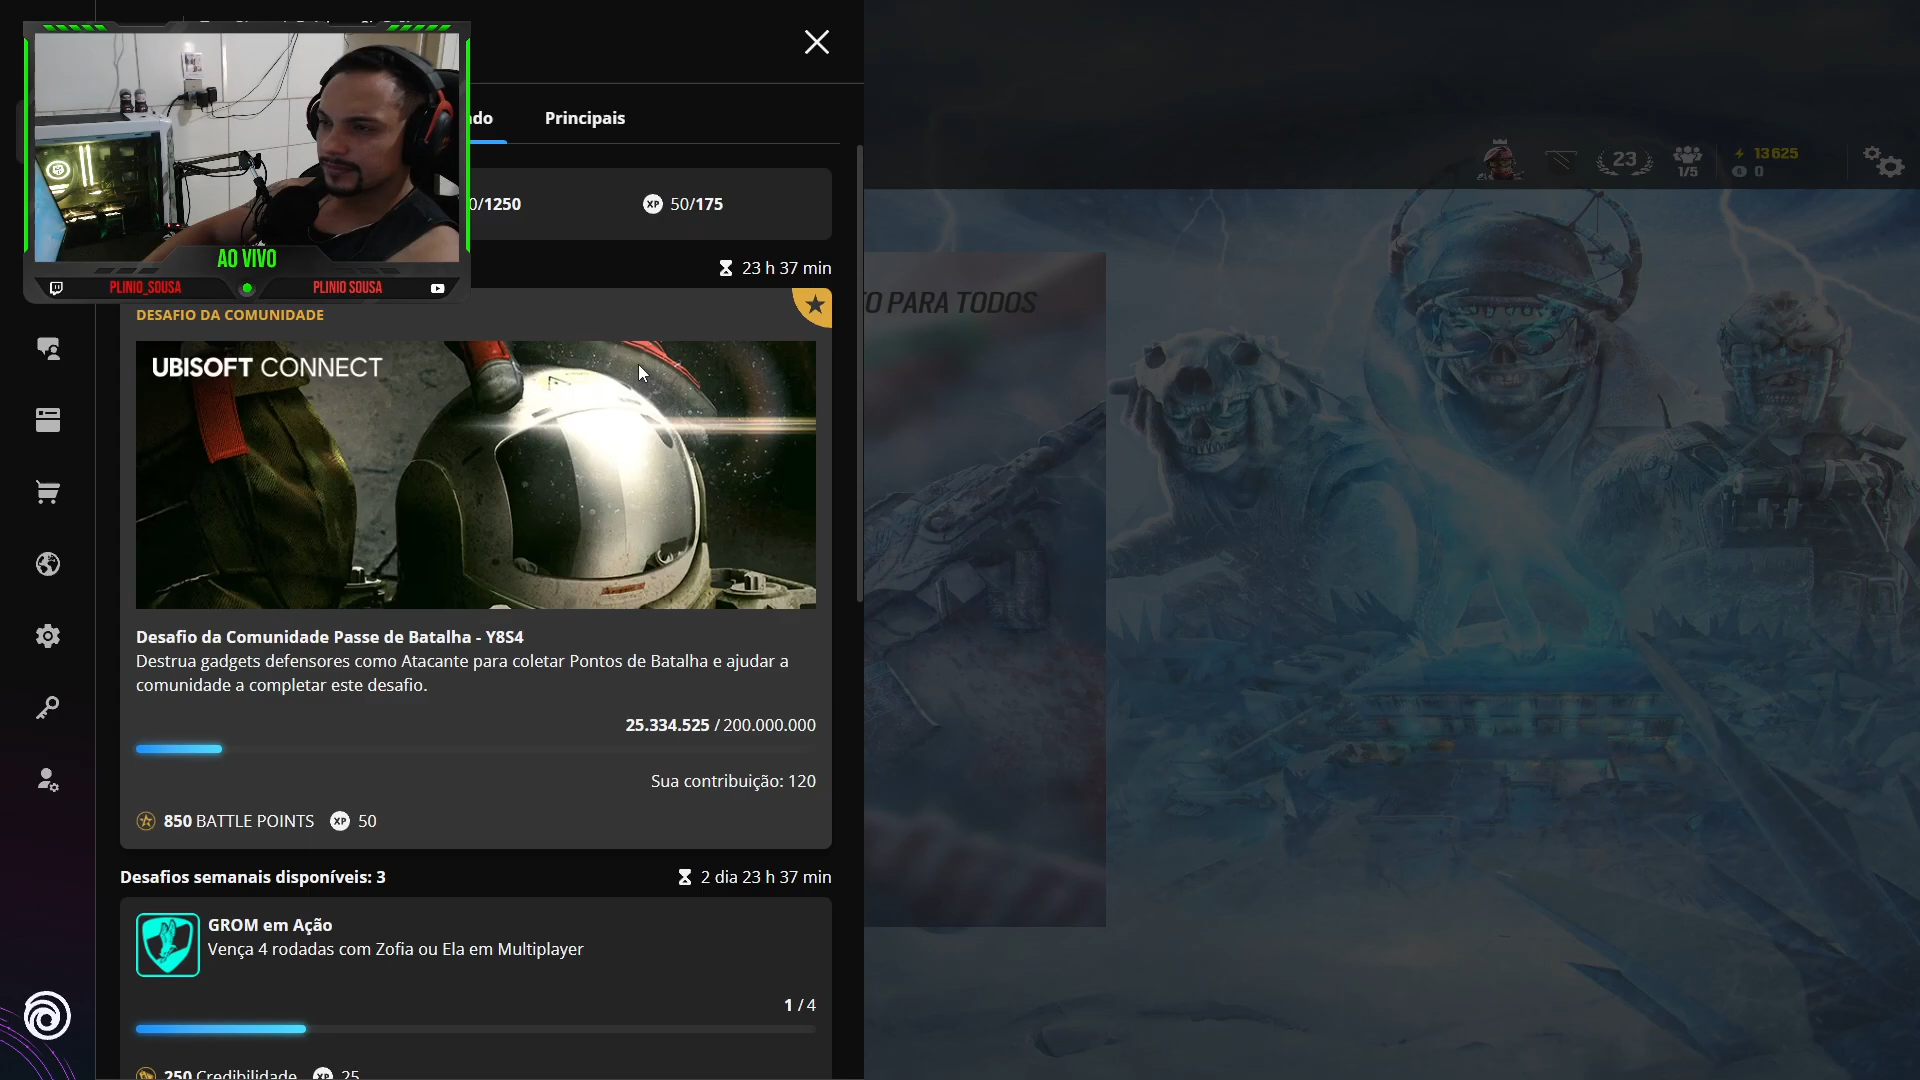 ndo
Principais
0/1250
XP 50/175
23
1/5
13625
0
23 h 37 min
AO VIVO
PLINIO_SOUSA
PLINIO SOUSA
DESAFIO DA COMUNIDADE
O PARA TODOS
UBISOFT CONNECT
Desafio da Comunidade Passe de Batalha - Y8S4
Destrua gadgets defensores como Atacante para coletar Pontos de Batalha e ajudar a
comunidade a completar este desafio.
25.334.525 / 200.000.000
Sua contribuição: 120
850 BATTLE POINTS XP 50
Desafios semanais disponíveis: 3
2 dia 23 h 37 min
GROM em Ação
Vença 4 rodadas com Zofia ou Ela em Multiplayer
1 / 4
250 Credibilidade XP 25